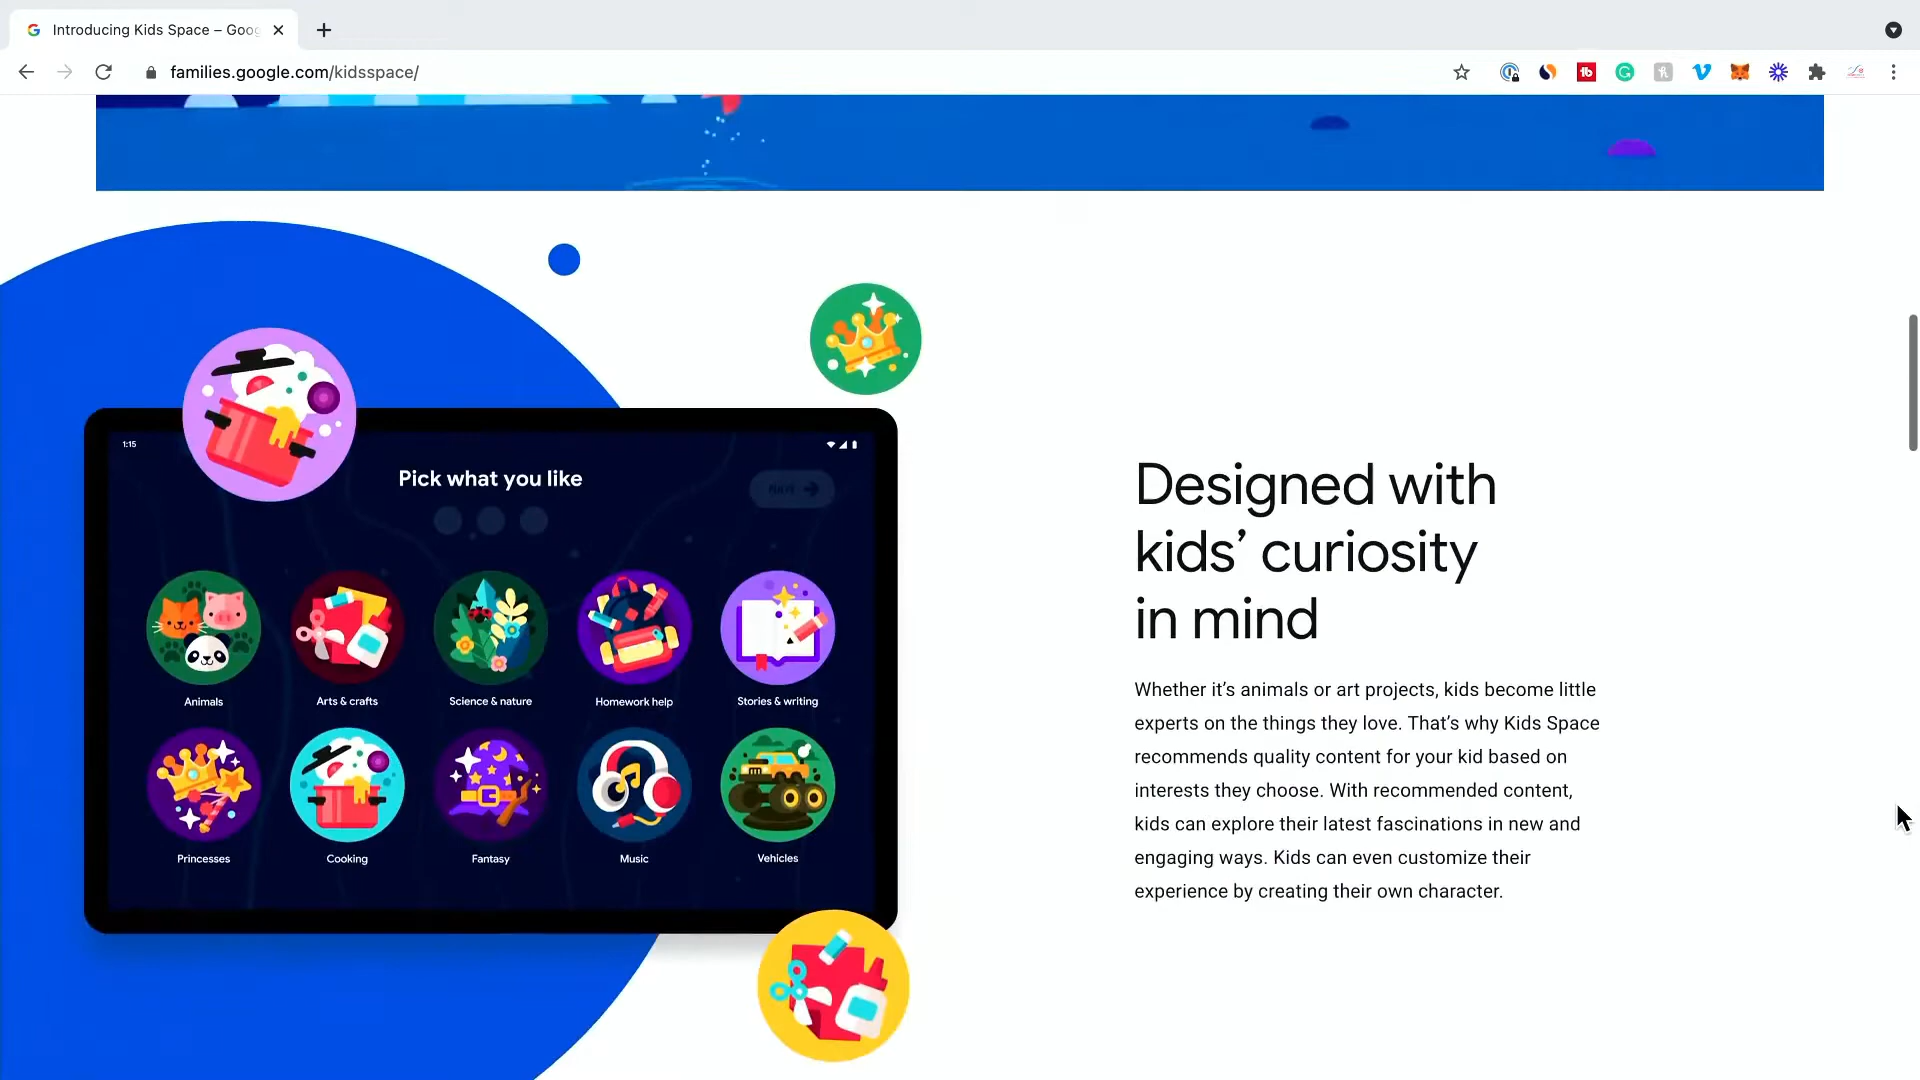 Introducing Kids Space – Goog
families.google.com/kidsspace/
1:15
Pick what you like
Animals
Arts & crafts
Science & nature
Homework help
Stories & writing
Princesses
Cooking
Fantasy
Music
Vehicles
Designed with
kids’ curiosity
in mind
Whether it’s animals or art projects, kids become little
experts on the things they love. That’s why Kids Space
recommends quality content for your kid based on
interests they choose. With recommended content,
kids can explore their latest fascinations in new and
engaging ways. Kids can even customize their
experience by creating their own character.